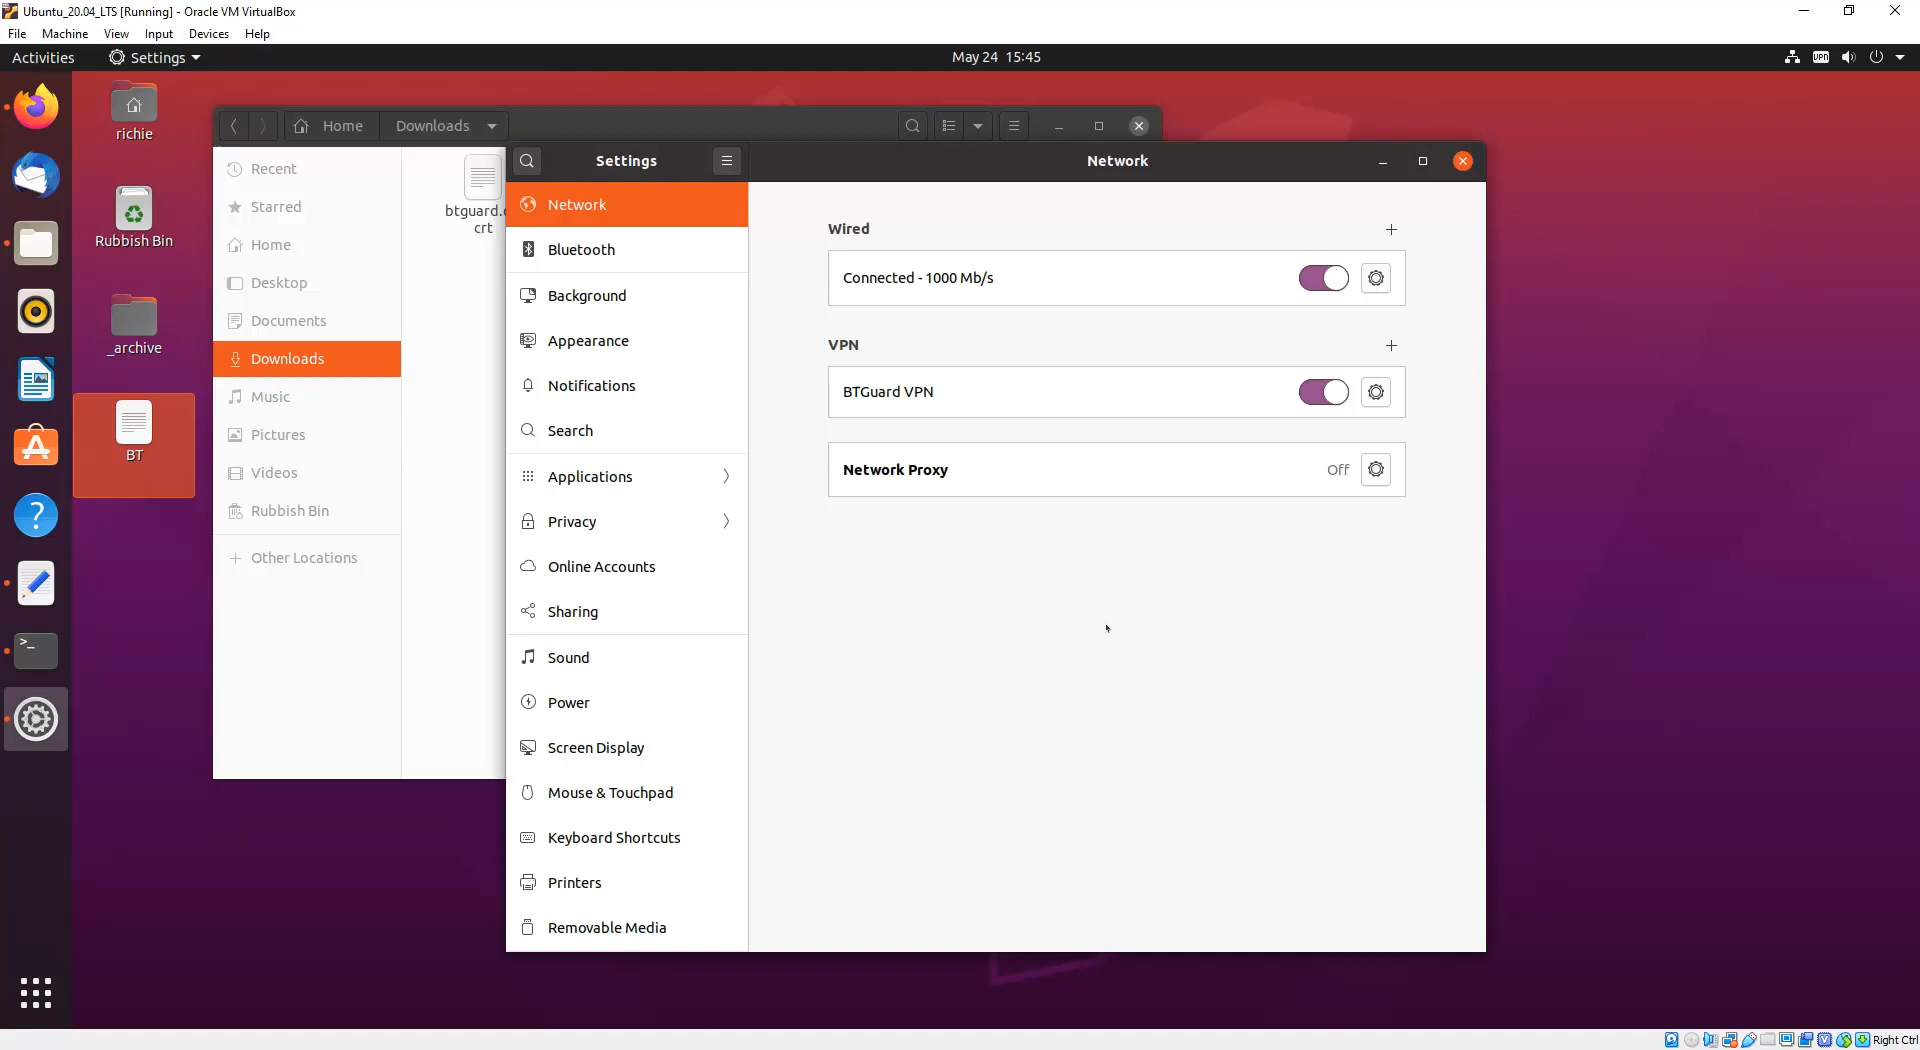 Ubuntu_20.04_LTS [Running] - Oracle VM VirtualBox
File Machine View Input Devices Help
Activities Settings May 24 15:45
richie
Rubbish Bin
_archive
BT
Home Downloads
Recent
Starred
Home
Desktop
Documents
Downloads
Music
Pictures
Videos
Rubbish Bin
Other Locations
btguard.
crt
Settings
Network
Bluetooth
Background
Appearance
Notifications
Search
Applications
Privacy
Online Accounts
Sharing
Sound
Power
Screen Display
Mouse & Touchpad
Keyboard Shortcuts
Printers
Removable Media
Network
Wired
Connected - 1000 Mb/s
VPN
BTGuard VPN
Network Proxy Off
Right Ctrl